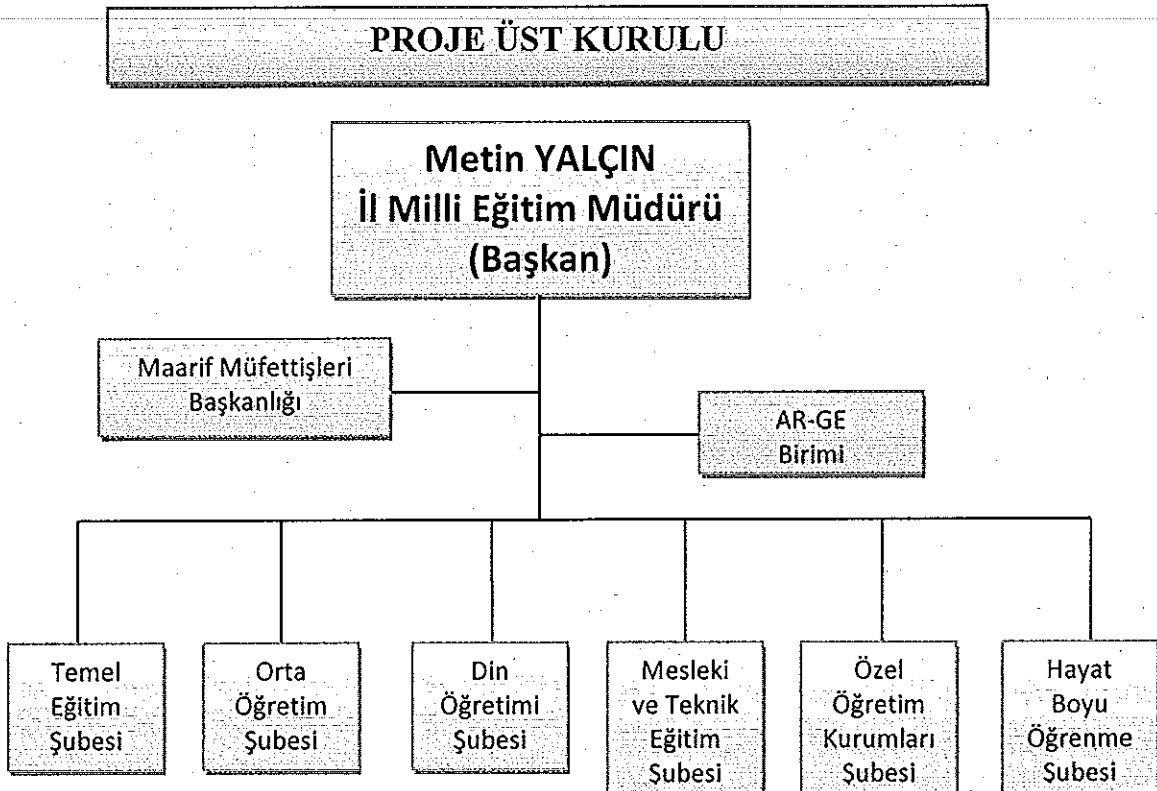 PROJE ÜST KURULU
Metin YALÇIN
İl Milli Eğitim Müdürü
(Başkan)
Maarif Müfettişleri
Başkanlığı
AR-GE
Birimi
Temel
Eğitim
Şubesi
Orta
Öğretim
Şubesi
Din
Öğretimi
Şubesi
Mesleki
ve Teknik
Eğitim
Şubesi
Özel
Öğretim
Kurumları
Şubesi
Hayat
Boyu
Öğrenme
Şubesi